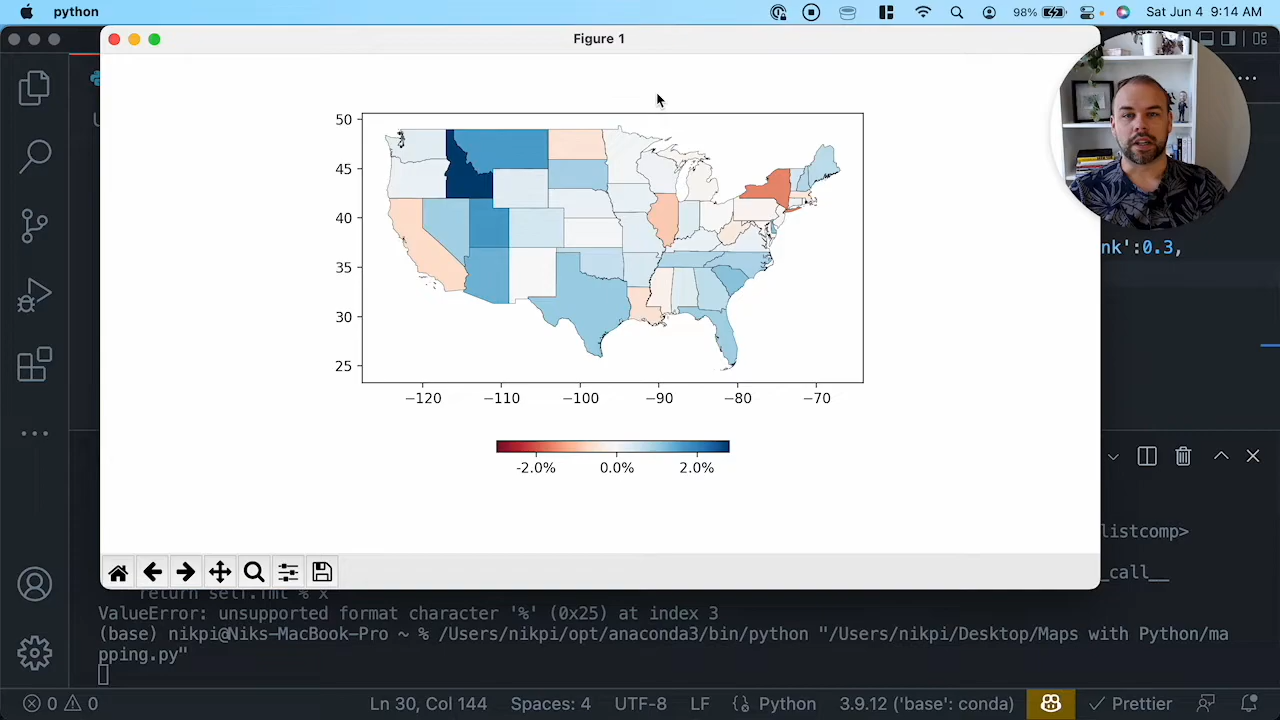 python
98%
Sat Jun 4 9:14 AM
Figure 1
50
45
40
35
30
25
−120
−110
−100
−90
−80
−70
-2.0%
0.0%
2.0%
nk':0.3,
listcomp>
_call__
return self.fmt % x
ValueError: unsupported format character '%' (0x25) at index 3
(base) nikpi@Niks-MacBook-Pro ~ % /Users/nikpi/opt/anaconda3/bin/python "/Users/nikpi/Desktop/Maps with Python/ma
pping.py"
0
0
Ln 30, Col 144
Spaces: 4
UTF-8
LF
Python
3.9.12 ('base': conda)
Prettier